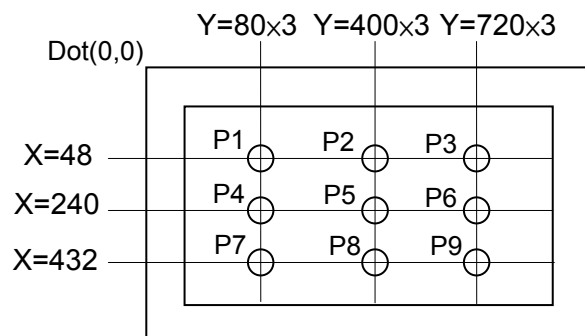 Y=80×3 Y=400×3 Y=720×3
Dot(0,0)
P1 P2 P3
X=48
P4 P5 P6
X=240
P7 P8 P9
X=432